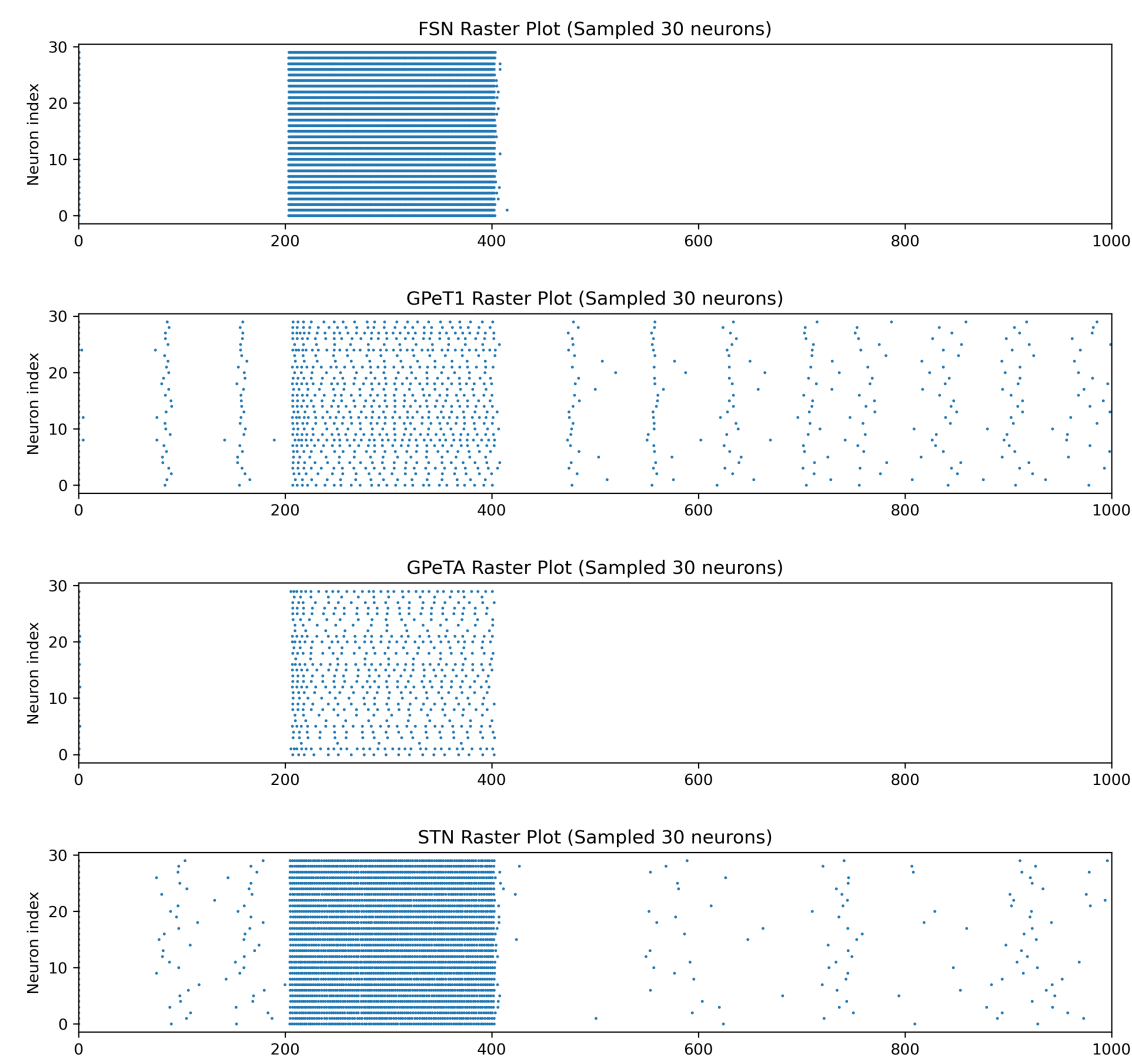 FSN Raster Plot (Sampled 30 neurons)
Neuron index
30
20
10
0
0 200 400 600 800 1000
GPeT1 Raster Plot (Sampled 30 neurons)
Neuron index
30
20
10
0
0 200 400 600 800 1000
GPeTA Raster Plot (Sampled 30 neurons)
Neuron index
30
20
10
0
0 200 400 600 800 1000
STN Raster Plot (Sampled 30 neurons)
Neuron index
30
20
10
0
0 200 400 600 800 1000